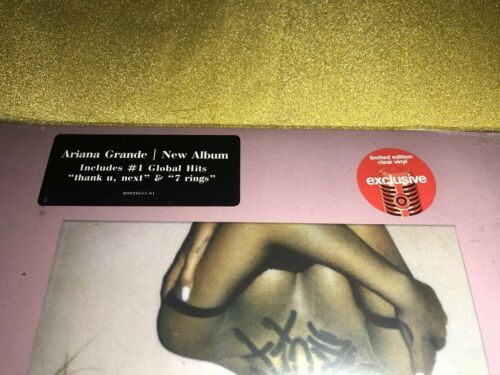 Ariana Grande | New Album
Includes #1 Global Hits
“thank u, next” & “7 rings”
limited edition
clear vinyl
exclusive